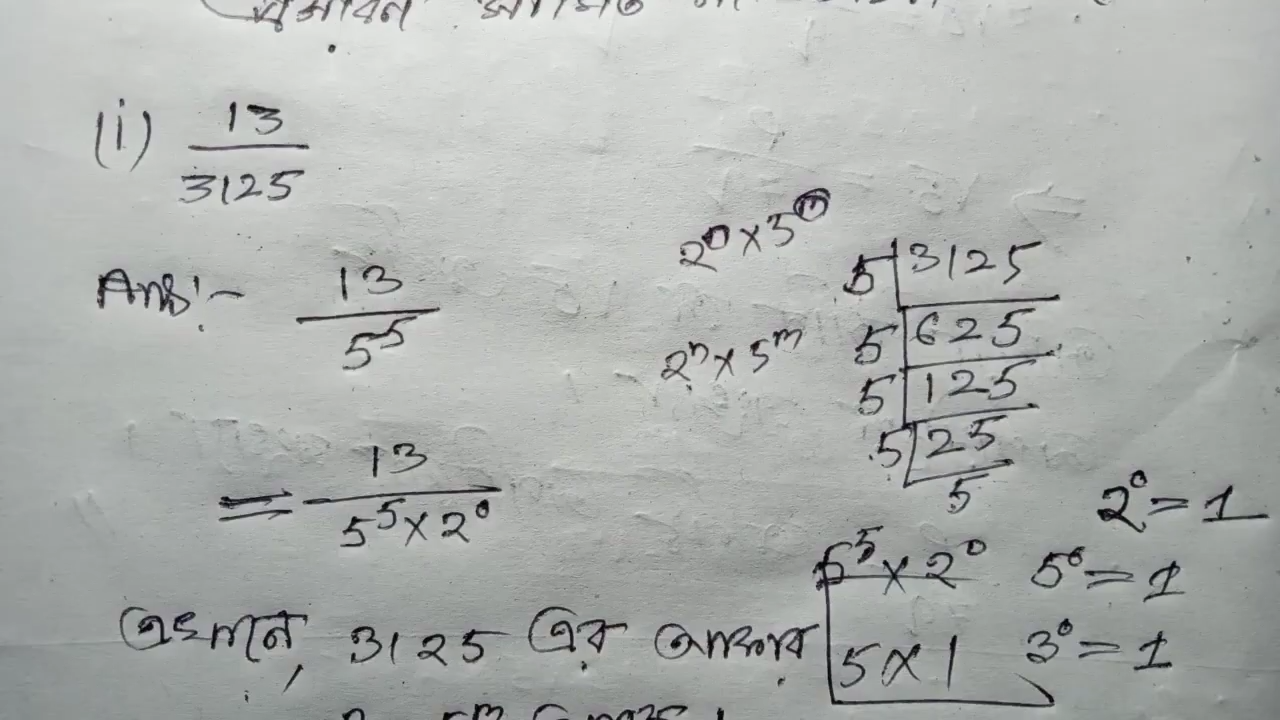 (i) 13/3125
2ⁿ × 5ᵐ
5 | 3125
Ans:- 13/5⁵
5 | 625
2ⁿ × 5ᵐ
5 | 125
5 | 25
5
= 13/5⁵ × 2⁰
2⁰ = 1
5⁵ × 2⁰
5⁰ = 1
এখানে, 3125 এর আকার
5 × 1
3⁰ = 1